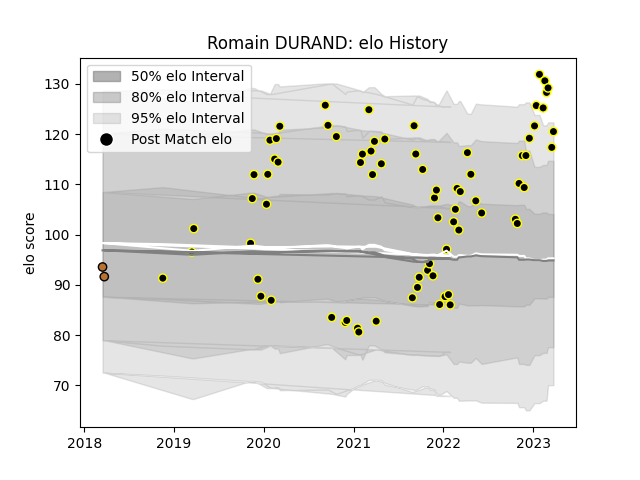 Romain DURAND: elo History
50% elo Interval
80% elo Interval
95% elo Interval
Post Match elo
elo score
130
120
110
100
90
80
70
2018
2019
2020
2021
2022
2023